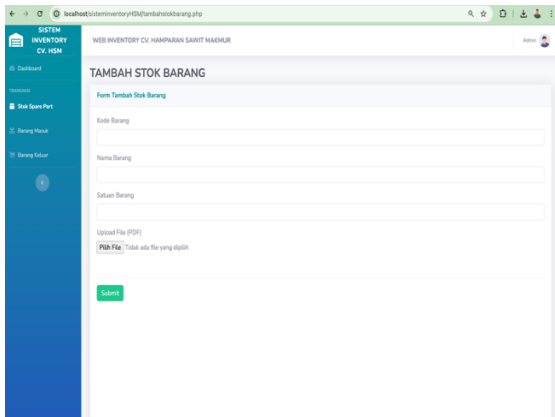 localhost/sisteminventoryHSM/tambahstokbarang.php
SISTEM
INVENTORY
CV. HSM
WEB INVENTORY CV. HAMPARAN SAWIT MAKMUR
Admin
Dashboard
TRANSAKSI
Stok Spare Part
Barang Masuk
Barang Keluar
TAMBAH STOK BARANG
Form Tambah Stok Barang
Kode Barang
Nama Barang
Satuan Barang
Upload File (PDF)
Pilih File Tidak ada file yang dipilih
Submit